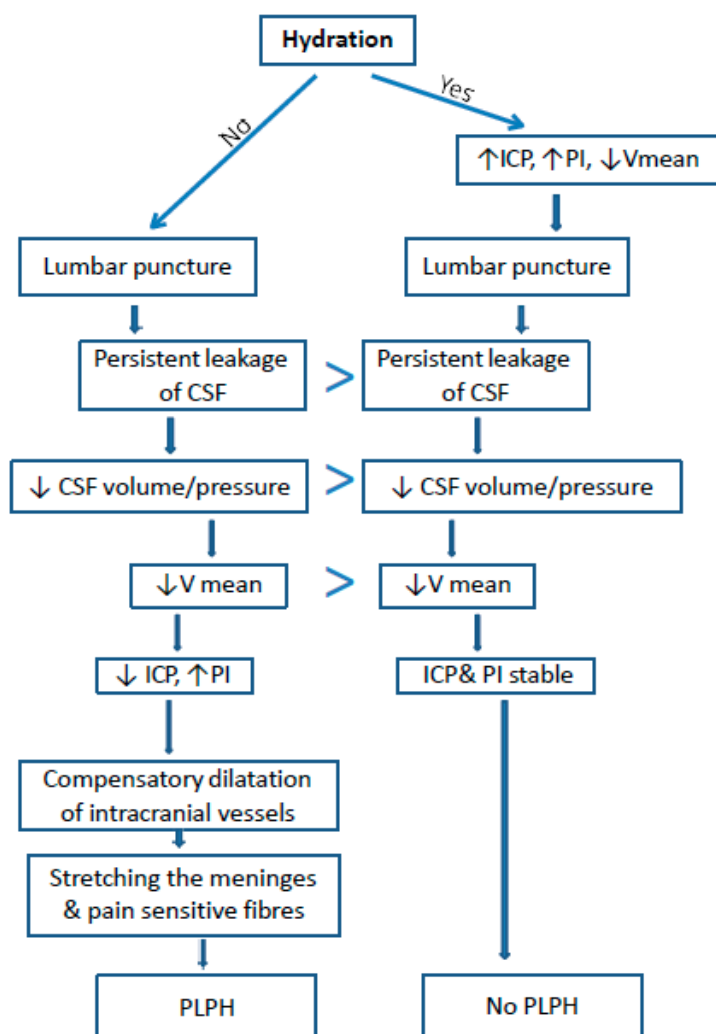 Hydration
No
Yes
↑ICP, ↑PI, ↓Vmean
Lumbar puncture
Lumbar puncture
Persistent leakage
of CSF
>
Persistent leakage
of CSF
↓ CSF volume/pressure
>
↓ CSF volume/pressure
↓V mean
>
↓V mean
↓ ICP, ↑PI
ICP& PI stable
Compensatory dilatation
of intracranial vessels
Stretching the meninges
& pain sensitive fibres
PLPH
No PLPH